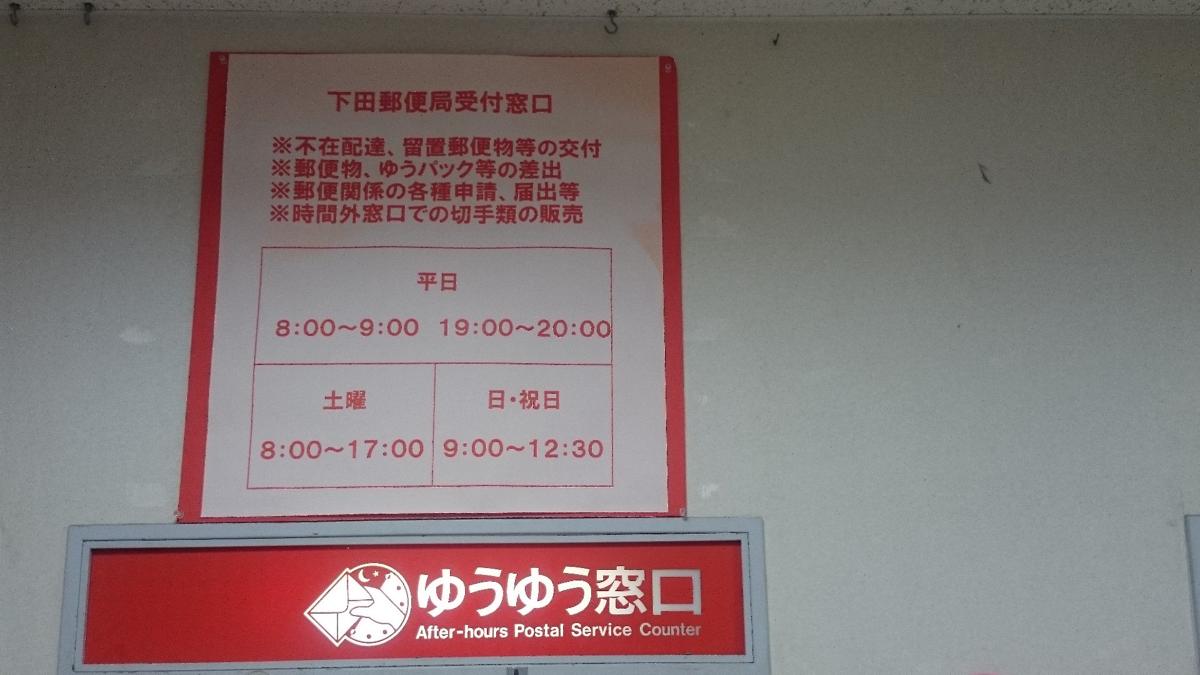 下田郵便局受付窓口
※不在配達、留置郵便物等の交付
※郵便物、ゆうパック等の差出
※郵便関係の各種申請、届出等
※時間外窓口での切手類の販売
平日
8:00～9:00 19:00～20:00
土曜
8:00～17:00
日・祝日
9:00～12:30
ゆうゆう窓口
After-hours Postal Service Counter